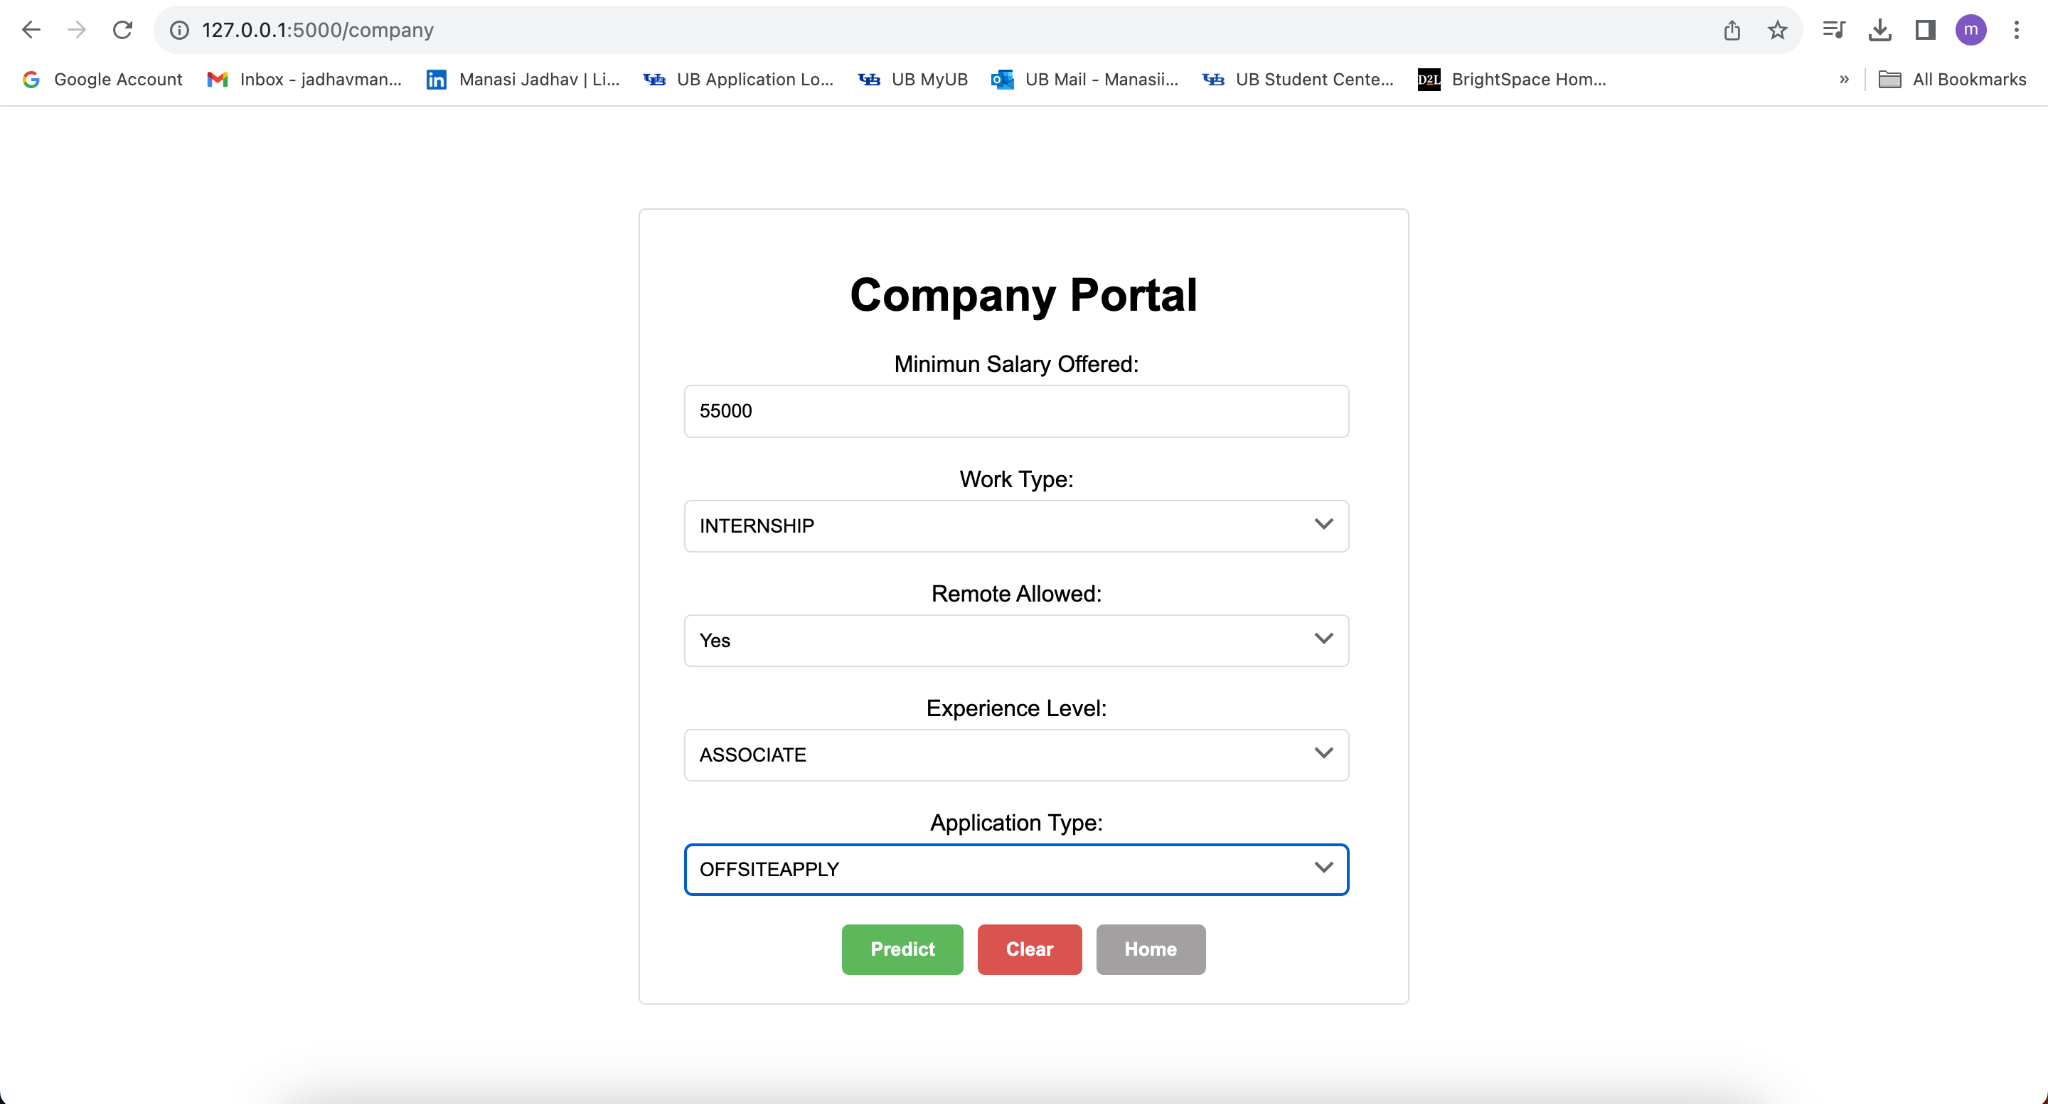 127.0.0.1:5000/company
m
Google Account
Inbox - jadhavman...
in
Manasi Jadhav | Li...
UB Application Lo...
UB MyUB
UB Mail - Manasii...
UB Student Cente...
D2L
BrightSpace Hom...
»
All Bookmarks
Company Portal
Minimun Salary Offered:
55000
Work Type:
INTERNSHIP
Remote Allowed:
Yes
Experience Level:
ASSOCIATE
Application Type:
OFFSITEAPPLY
Predict
Clear
Home